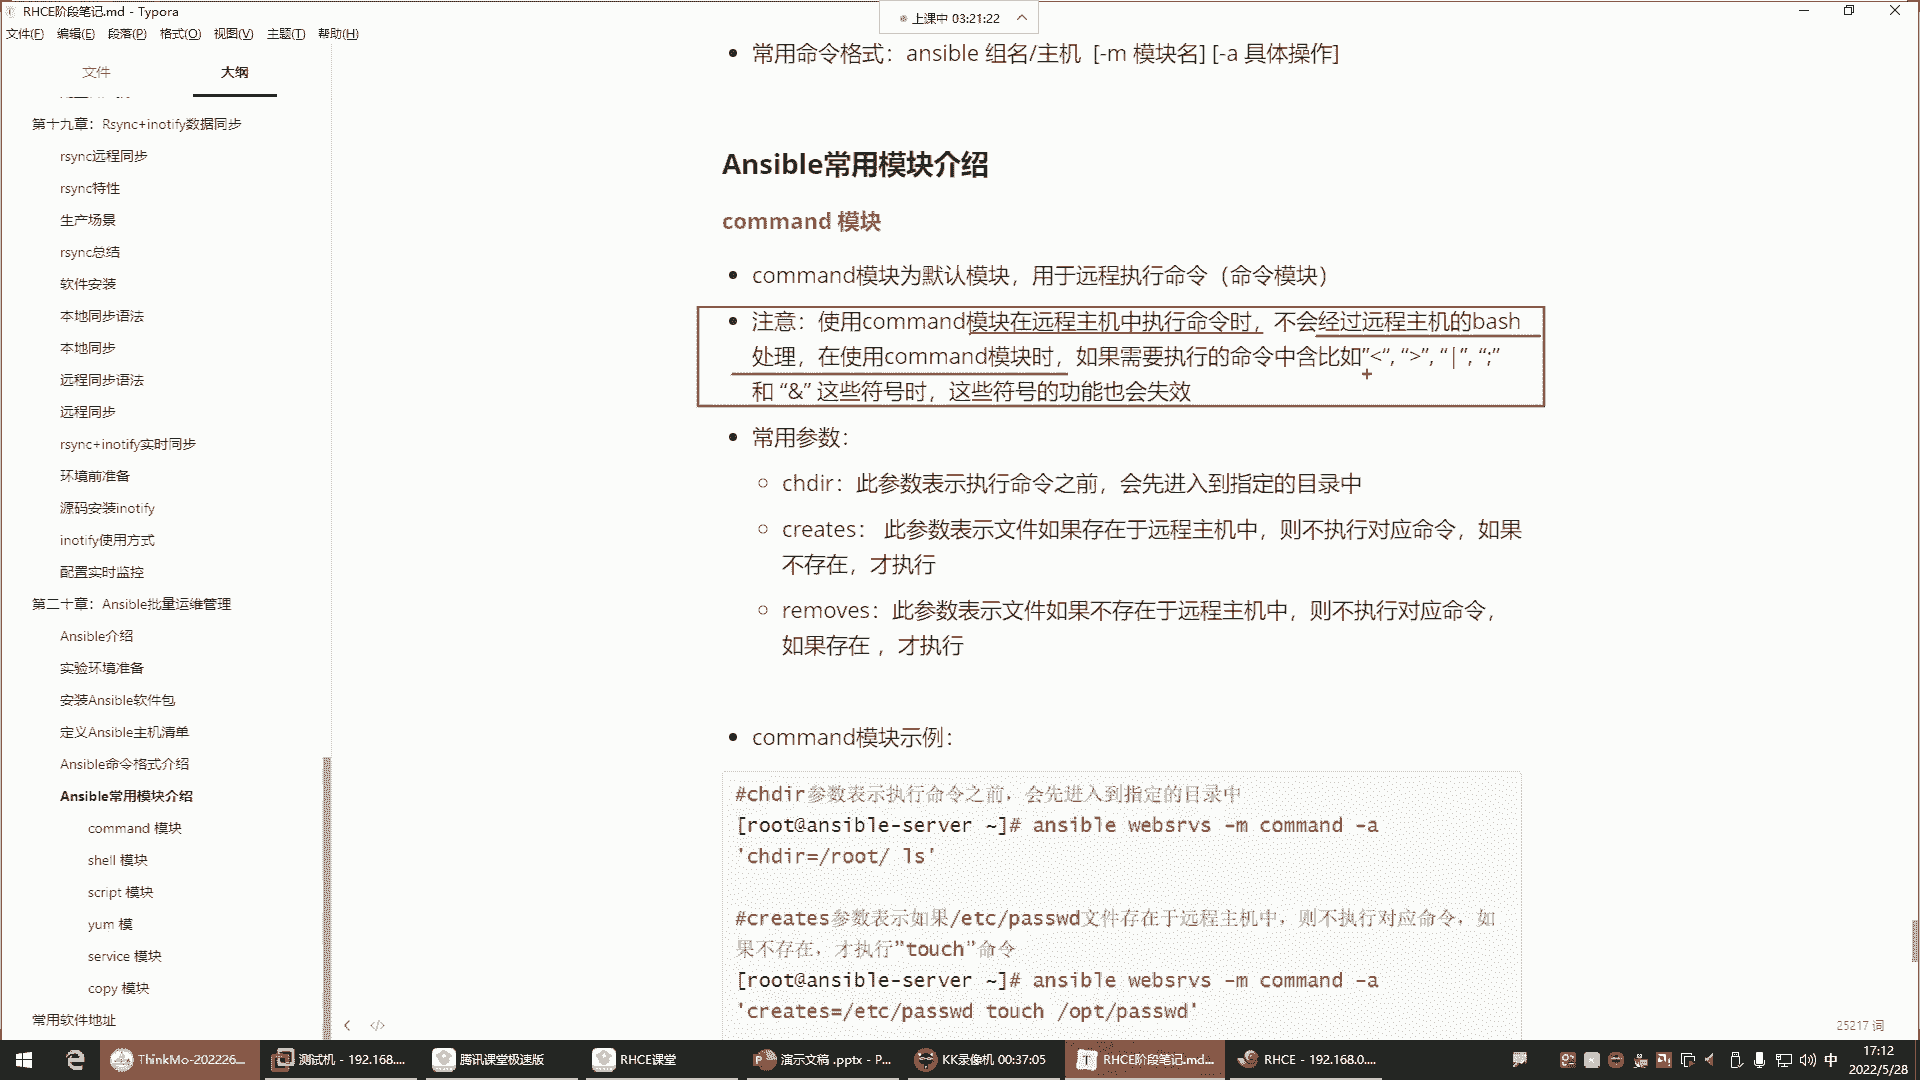 RHCE阶段笔记.md - Typora
上课中 03:21:22
文件(F) 编辑(E) 段落(P) 格式(O) 视图(V) 主题(T) 帮助(H)
文件 大纲
第十九章：Rsync+inotify数据同步
rsync远程同步
rsync特性
生产场景
rsync总结
软件安装
本地同步语法
本地同步
远程同步语法
远程同步
rsync+inotify实时同步
环境前准备
源码安装inotify
inotify使用方式
配置实时监控
第二十章：Ansible批量运维管理
Ansible介绍
实验环境准备
安装Ansible软件包
定义Ansible主机清单
Ansible命令格式介绍
Ansible常用模块介绍
command 模块
shell 模块
script 模块
yum 模
service 模块
copy 模块
常用软件地址
常用命令格式：ansible 组名/主机 [-m 模块名] [-a 具体操作]
Ansible常用模块介绍
command 模块
command模块为默认模块，用于远程执行命令（命令模块）
注意：使用command模块在远程主机中执行命令时，不会经过远程主机的bash
处理，在使用command模块时，如果需要执行的命令中含比如”<“, “>”, “|”, “;”
和 “&” 这些符号时，这些符号的功能也会失效
常用参数：
chdir：此参数表示执行命令之前，会先进入到指定的目录中
creates： 此参数表示文件如果存在于远程主机中，则不执行对应命令，如果
不存在，才执行
removes：此参数表示文件如果不存在于远程主机中，则不执行对应命令，
如果存在 ，才执行
command模块示例：
#chdir参数表示执行命令之前，会先进入到指定的目录中
[root@ansible-server ~]# ansible websrvs -m command -a
'chdir=/root/ ls'
#creates参数表示如果/etc/passwd文件存在于远程主机中，则不执行对应命令，如
果不存在，才执行”touch”命令
[root@ansible-server ~]# ansible websrvs -m command -a
'creates=/etc/passwd touch /opt/passwd'
25217 词
ThinkMo-202226... 测试机 - 192.168.... 腾讯课堂极速版 RHCE课堂 演示文稿 .pptx - P... KK录像机 00:37:05 RHCE阶段笔记.md... RHCE - 192.168.0.... 中 17:12
2022/5/28